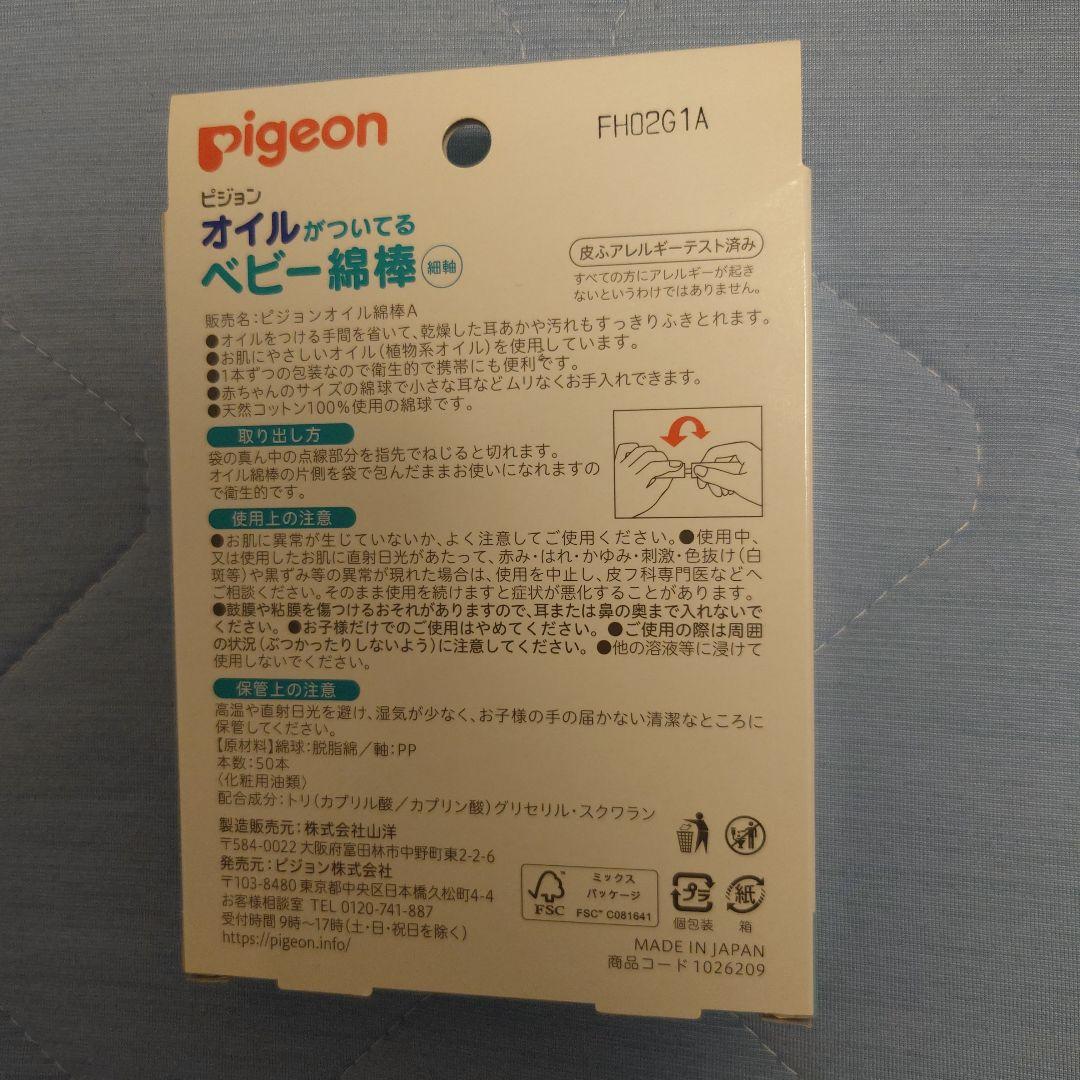 pigeon
FH02G1A
ピジョン
オイルがついてる
ベビー綿棒 細軸
皮ふアレルギーテスト済み
すべての方にアレルギーが起き
ないというわけではありません。
販売名:ピジョンオイル綿棒A
●オイルをつける手間を省いて、乾燥した耳あかや汚れもすっきりふきとれます。
●お肌にやさしいオイル(植物系オイル)を使用しています。
●1本ずつの包装なので衛生的で携帯にも便利です。
●赤ちゃんのサイズの綿球で小さな耳などムリなくお手入れできます。
●天然コットン100%使用の綿球です。
取り出し方
袋の真ん中の点線部分を指先でねじると切れます。
オイル綿棒の片側を袋で包んだままお使いになれますの
で衛生的です。
使用上の注意
●お肌に異常が生じていないか、よく注意してご使用ください。●使用中、
又は使用したお肌に直射日光があたって、赤み・はれ・かゆみ・刺激・色抜け(白
斑等)や黒ずみ等の異常が現れた場合は、使用を中止し、皮フ科専門医などへ
ご相談ください。そのまま使用を続けますと症状が悪化することがあります。
●鼓膜や粘膜を傷つけるおそれがありますので、耳または鼻の奥まで入れないで
ください。●お子様だけでのご使用はやめてください。●ご使用の際は周囲
の状況(ぶつかったりしないよう)に注意してください。●他の溶液等に浸けて
使用しないでください。
保管上の注意
高温や直射日光を避け、湿気が少なく、お子様の手の届かない清潔なところに
保管してください。
【原材料】綿球:脱脂綿/軸:PP
本数:50本
〈化粧用油類〉
配合成分:トリ(カプリル酸/カプリン酸)グリセリル・スクワラン
製造販売元:株式会社山洋
〒584-0022 大阪府富田林市中野町東2-2-6
発売元:ピジョン株式会社
〒103-8480 東京都中央区日本橋久松町4-4
お客様相談室 TEL 0120-741-887
受付時間 9時～17時(土・日・祝日を除く)
https://pigeon.info/
FSC
ミックス
パッケージ
FSC™ C081641
プラ
個包装
紙
箱
MADE IN JAPAN
商品コード 1026209